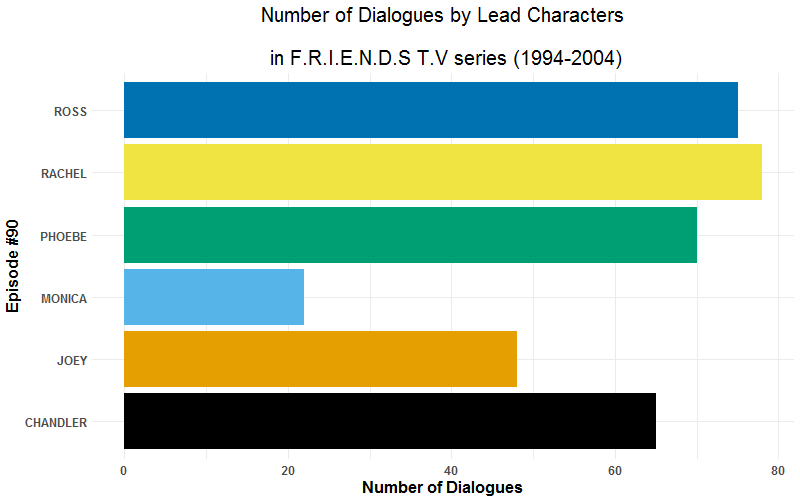 Number of Dialogues by Lead Characters
in F.R.I.E.N.D.S T.V series (1994-2004)
Episode #90
ROSS
RACHEL
PHOEBE
MONICA
JOEY
CHANDLER
0 20 40 60 80
Number of Dialogues